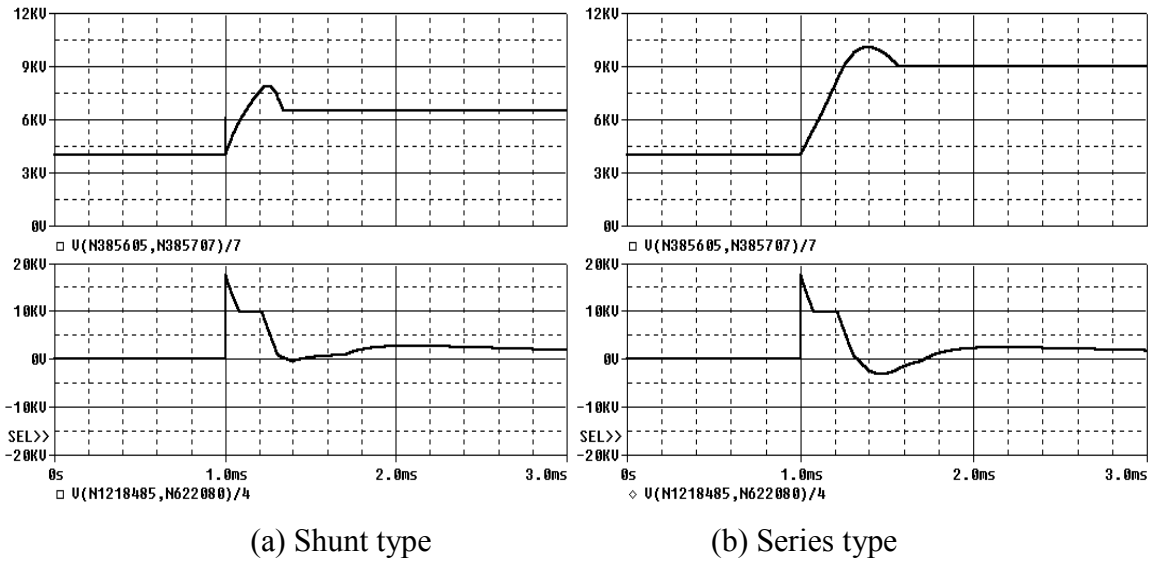 12KV
9KV
6KV
3KV
0V
V(N385605,N385707)/7
20KV
10KV
0V
-10KV
SEL>>
-20KV
0s 1.0ms 2.0ms 3.0ms
V(N1218485,N622080)/4
(a) Shunt type
12KV
9KV
6KV
3KV
0V
V(N385605,N385707)/7
20KV
10KV
0V
-10KV
SEL>>
-20KV
0s 1.0ms 2.0ms 3.0ms
V(N1218485,N622080)/4
(b) Series type